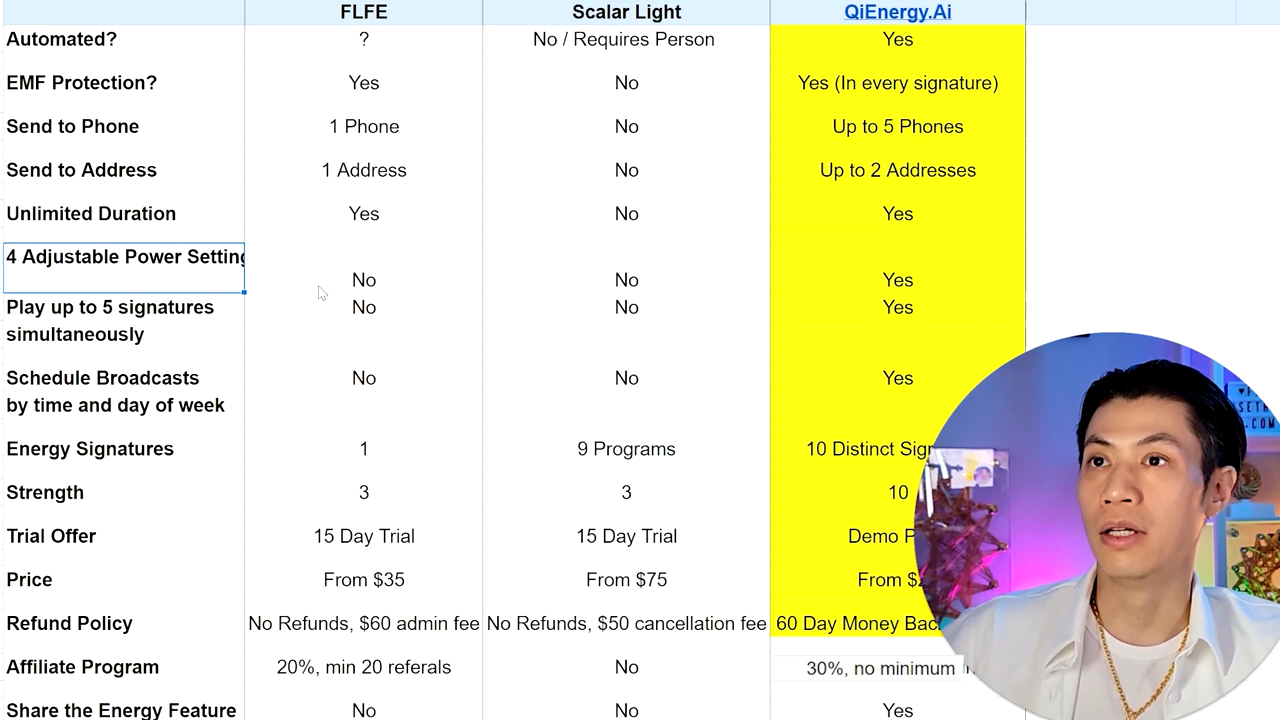 FLFE Scalar Light QiEnergy.Ai
Automated? ? No / Requires Person Yes
EMF Protection? Yes No Yes (In every signature)
Send to Phone 1 Phone No Up to 5 Phones
Send to Address 1 Address No Up to 2 Addresses
Unlimited Duration Yes No Yes
4 Adjustable Power Setting
No No Yes
Play up to 5 signatures No No Yes
simultaneously
Schedule Broadcasts No No Yes
by time and day of week
Energy Signatures 1 9 Programs 10 Distinct
Strength 3 3 10
Trial Offer 15 Day Trial 15 Day Trial Demo
Price From $35 From $75 From
Refund Policy No Refunds, $60 admin fee No Refunds, $50 cancellation fee 60 Day Money
Affiliate Program 20%, min 20 referals No 30%, no minimum
Share the Energy Feature No No Yes
.COM